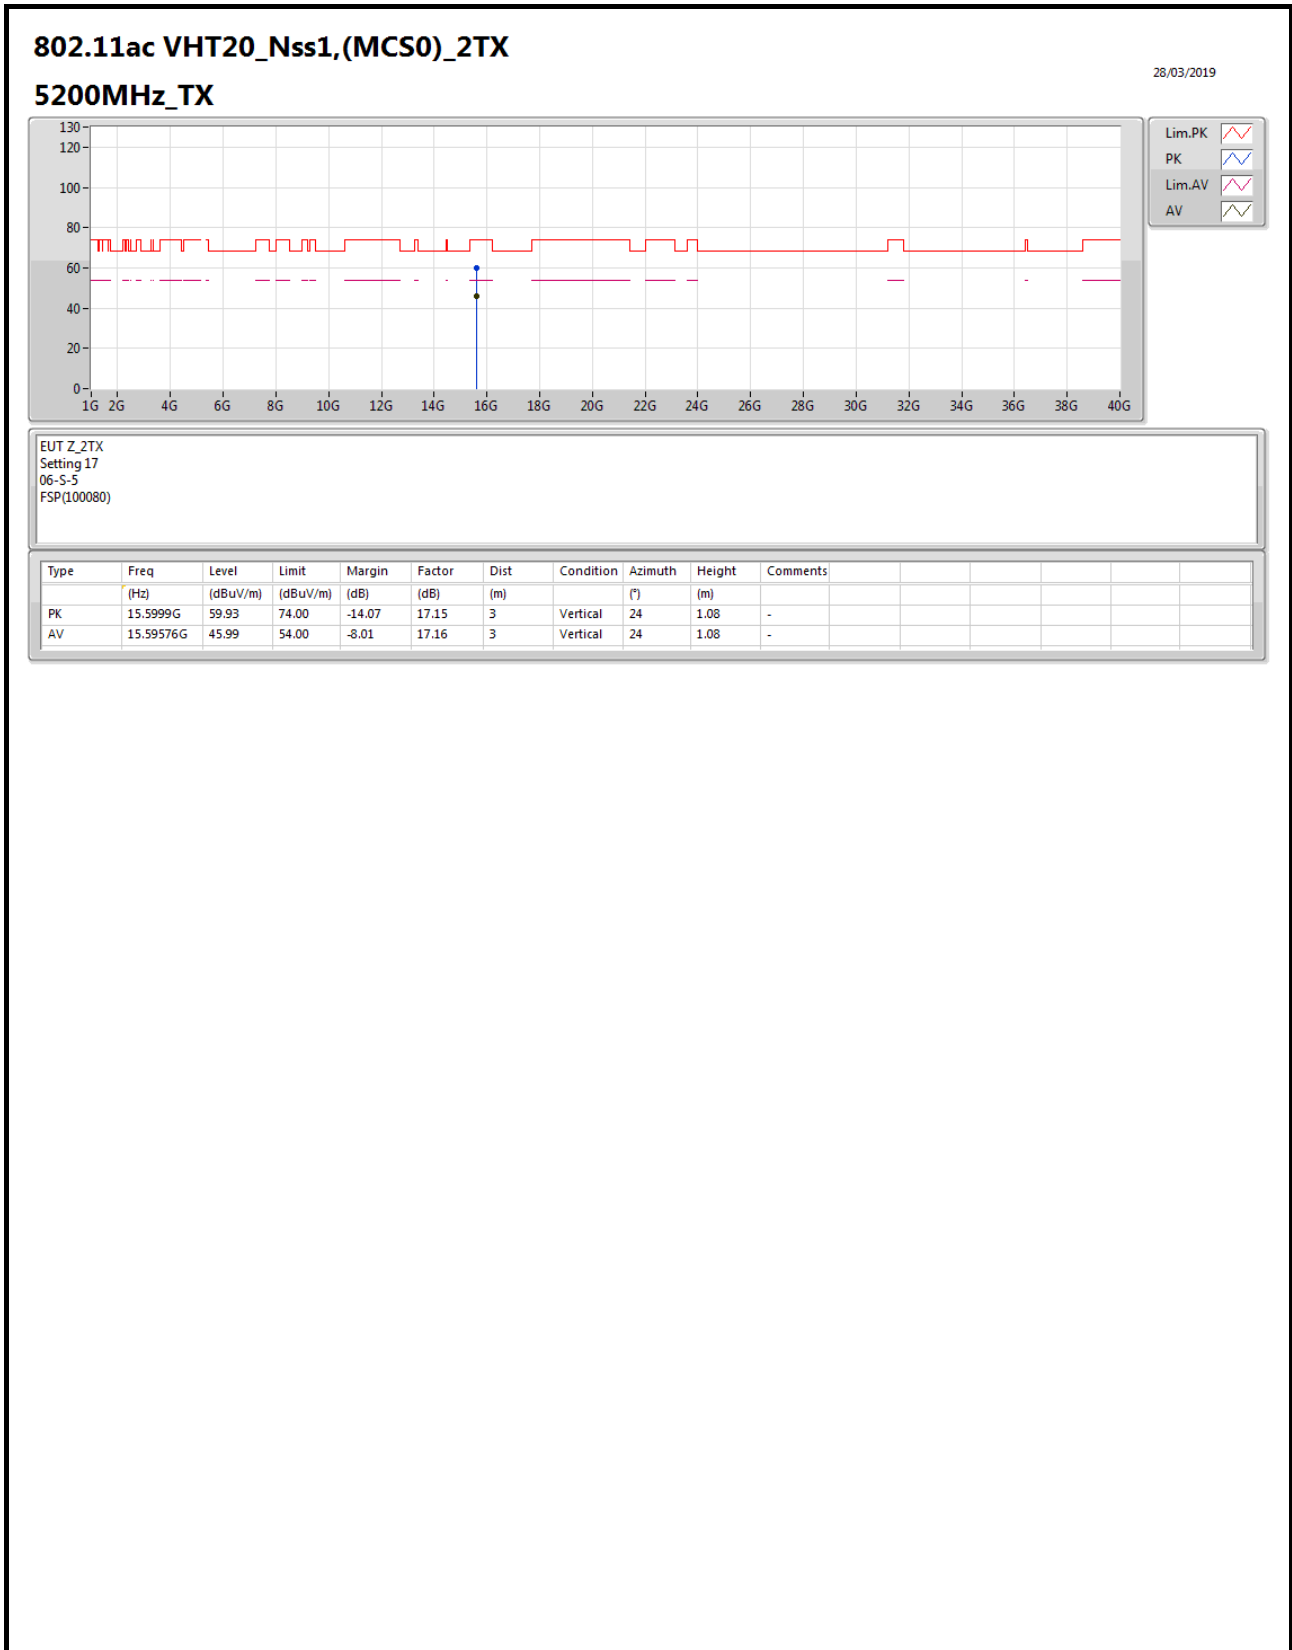 802.11ac VHT20_Nss1,(MCS0)_2TX
28/03/2019
5200MHz_TX
130
120
100
80
60
40
20
0
1G 2G 4G 6G 8G 10G 12G 14G 16G 18G 20G 22G 24G 26G 28G 30G 32G 34G 36G 38G 40G
Lim.PK
PK
Lim.AV
AV
EUT Z_2TX
Setting 17
06-S-5
FSP(100080)
Type Freq Level Limit Margin Factor Dist Condition Azimuth Height Comments
(Hz) (dBuV/m) (dBuV/m) (dB) (dB) (m) (°) (m)
PK 15.5999G 59.93 74.00 -14.07 17.15 3 Vertical 24 1.08 -
AV 15.59576G 45.99 54.00 -8.01 17.16 3 Vertical 24 1.08 -